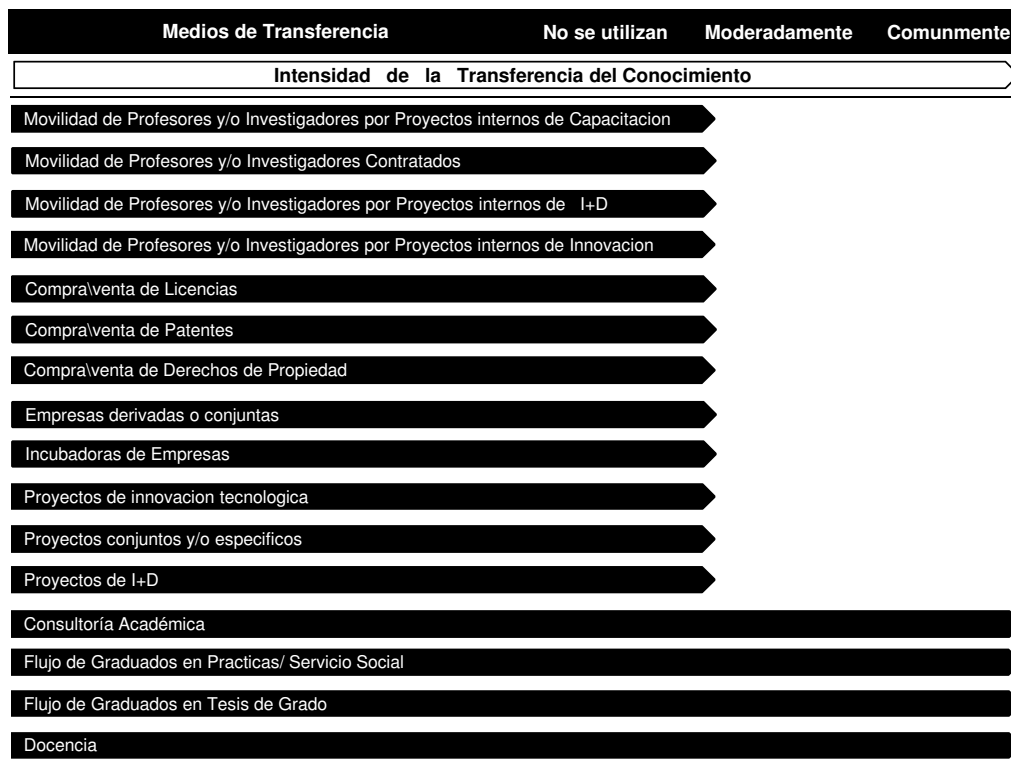 Medios de Transferencia No se utilizan Moderadamente Comunmente
Intensidad de la Transferencia del Conocimiento
Movilidad de Profesores y/o Investigadores por Proyectos internos de Capacitacion
Movilidad de Profesores y/o Investigadores Contratados
Movilidad de Profesores y/o Investigadores por Proyectos internos de I+D
Movilidad de Profesores y/o Investigadores por Proyectos internos de Innovacion
Compra\venta de Licencias
Compra\venta de Patentes
Compra\venta de Derechos de Propiedad
Empresas derivadas o conjuntas
Incubadoras de Empresas
Proyectos de innovacion tecnologica
Proyectos conjuntos y/o especificos
Proyectos de I+D
Consultoría Académica
Flujo de Graduados en Practicas/ Servicio Social
Flujo de Graduados en Tesis de Grado
Docencia